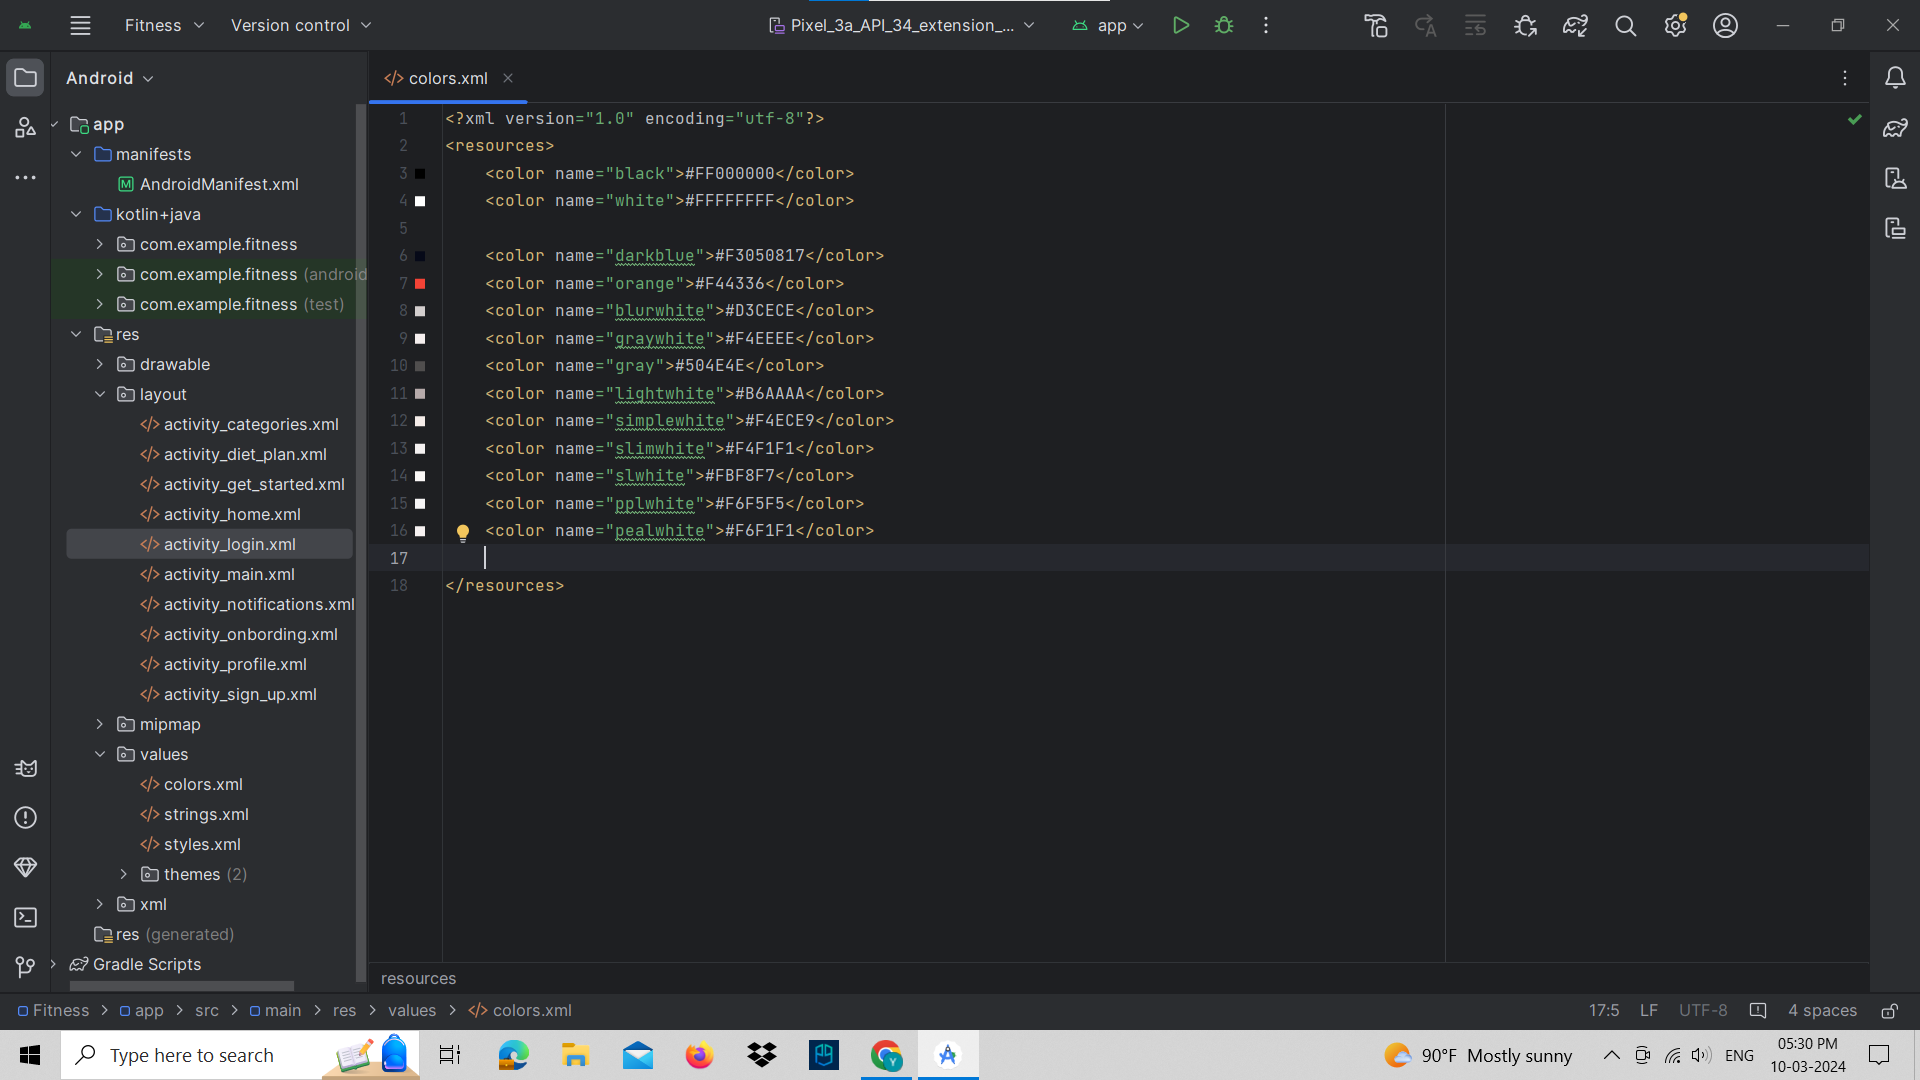 Fitness
Version control
Pixel_3a_API_34_extension_...
app
Android
colors.xml
app
manifests
AndroidManifest.xml
kotlin+java
com.example.fitness
com.example.fitness (android
com.example.fitness (test)
res
drawable
layout
activity_categories.xml
activity_diet_plan.xml
activity_get_started.xml
activity_home.xml
activity_login.xml
activity_main.xml
activity_notifications.xml
activity_onbording.xml
activity_profile.xml
activity_sign_up.xml
mipmap
values
colors.xml
strings.xml
styles.xml
themes (2)
xml
res (generated)
Gradle Scripts
1 <?xml version="1.0" encoding="utf-8"?>
2 <resources>
3 <color name="black">#FF000000</color>
4 <color name="white">#FFFFFFFF</color>
5
6 <color name="darkblue">#F3050817</color>
7 <color name="orange">#F44336</color>
8 <color name="blurwhite">#D3CECE</color>
9 <color name="graywhite">#F4EEEE</color>
10 <color name="gray">#504E4E</color>
11 <color name="lightwhite">#B6AAAA</color>
12 <color name="simplewhite">#F4ECE9</color>
13 <color name="slimwhite">#F4F1F1</color>
14 <color name="slwhite">#FBF8F7</color>
15 <color name="pplwhite">#F6F5F5</color>
16 <color name="pealwhite">#F6F1F1</color>
17
18 </resources>
resources
Fitness > app > src > main > res > values > colors.xml
17:5 LF UTF-8 4 spaces
Type here to search
90°F Mostly sunny
ENG
05:30 PM
10-03-2024